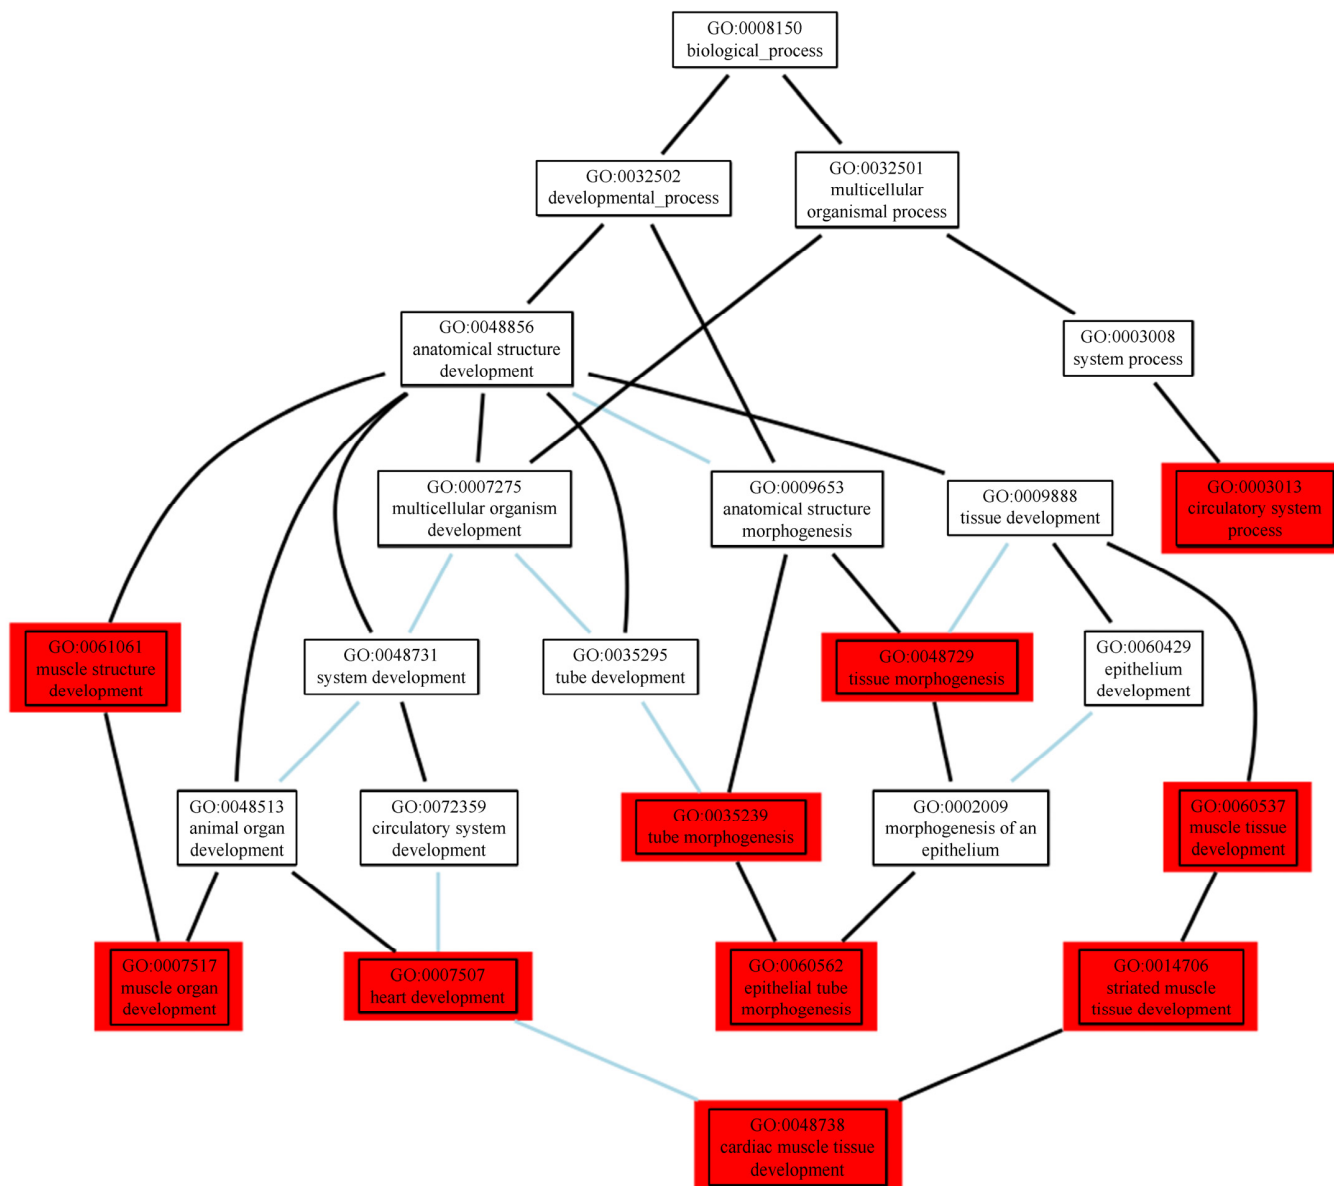 GO:0008150
biological_process
GO:0032502
developmental_process
GO:0032501
multicellular
organismal process
GO:0048856
anatomical structure
development
GO:0003008
system process
GO:0007275
multicellular organism
development
GO:0009653
anatomical structure
morphogenesis
GO:0009888
tissue development
GO:0003013
circulatory system
process
GO:0061061
muscle structure
development
GO:0048731
system development
GO:0035295
tube development
GO:0048729
tissue morphogenesis
GO:0060429
epithelium
development
GO:0048513
animal organ
development
GO:0072359
circulatory system
development
GO:0035239
tube morphogenesis
GO:0002009
morphogenesis of an
epithelium
GO:0060537
muscle tissue
development
GO:0007517
muscle organ
development
GO:0007507
heart development
GO:0060562
epithelial tube
morphogenesis
GO:0014706
striated muscle
tissue development
GO:0048738
cardiac muscle tissue
development